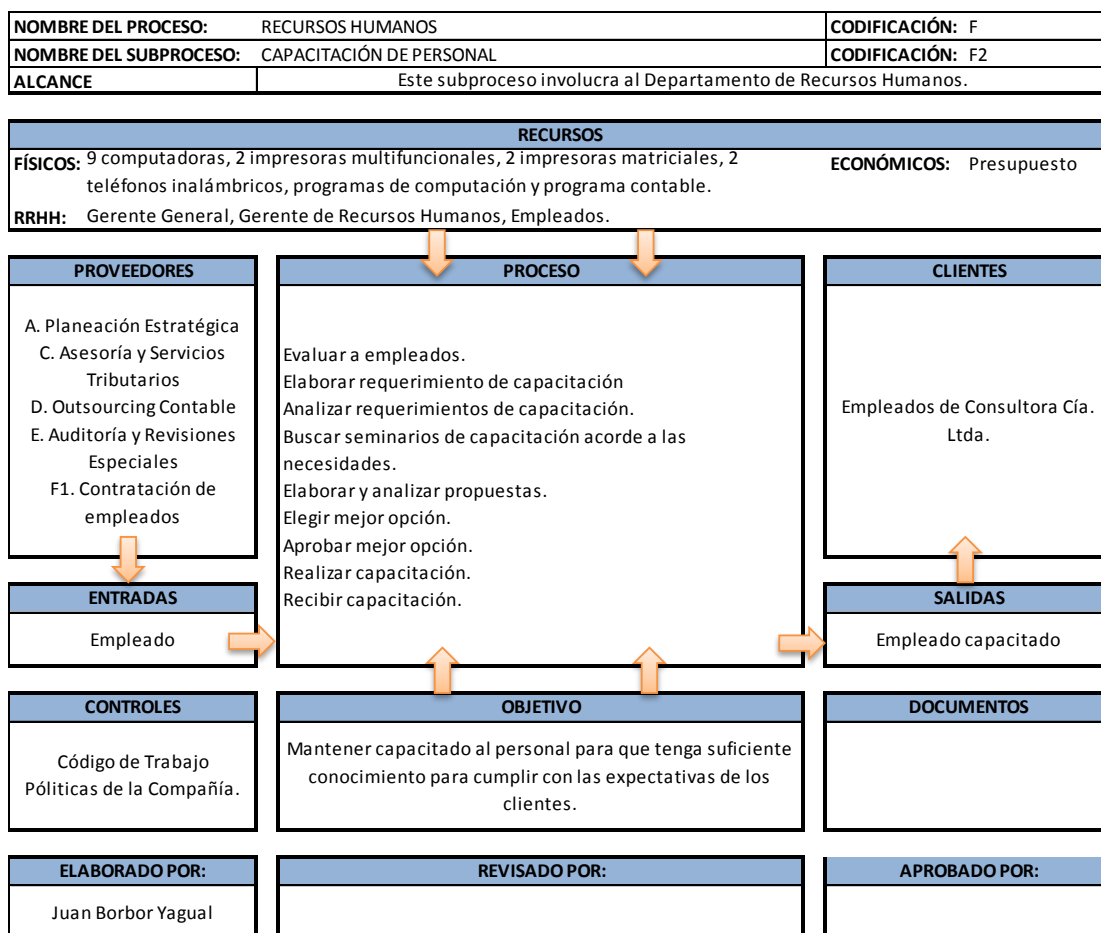 NOMBRE DEL PROCESO: RECURSOS HUMANOS CODIFICACIÓN: F
NOMBRE DEL SUBPROCESO: CAPACITACIÓN DE PERSONAL CODIFICACIÓN: F2
ALCANCE Este subproceso involucra al Departamento de Recursos Humanos.
RECURSOS
FÍSICOS: 9 computadoras, 2 impresoras multifuncionales, 2 impresoras matriciales, 2
teléfonos inalámbricos, programas de computación y programa contable.
ECONÓMICOS: Presupuesto
RRHH: Gerente General, Gerente de Recursos Humanos, Empleados.
PROVEEDORES
A. Planeación Estratégica
C. Asesoría y Servicios
Tributarios
D. Outsourcing Contable
E. Auditoría y Revisiones
Especiales
F1. Contratación de
empleados
ENTRADAS
Empleado
PROCESO
Evaluar a empleados.
Elaborar requerimiento de capacitación
Analizar requerimientos de capacitación.
Buscar seminarios de capacitación acorde a las
necesidades.
Elaborar y analizar propuestas.
Elegir mejor opción.
Aprobar mejor opción.
Realizar capacitación.
Recibir capacitación.
CLIENTES
Empleados de Consultora Cía.
Ltda.
SALIDAS
Empleado capacitado
CONTROLES
Código de Trabajo
Póliticas de la Compañía.
OBJETIVO
Mantener capacitado al personal para que tenga suficiente
conocimiento para cumplir con las expectativas de los
clientes.
DOCUMENTOS
ELABORADO POR:
Juan Borbor Yagual
REVISADO POR:
APROBADO POR: